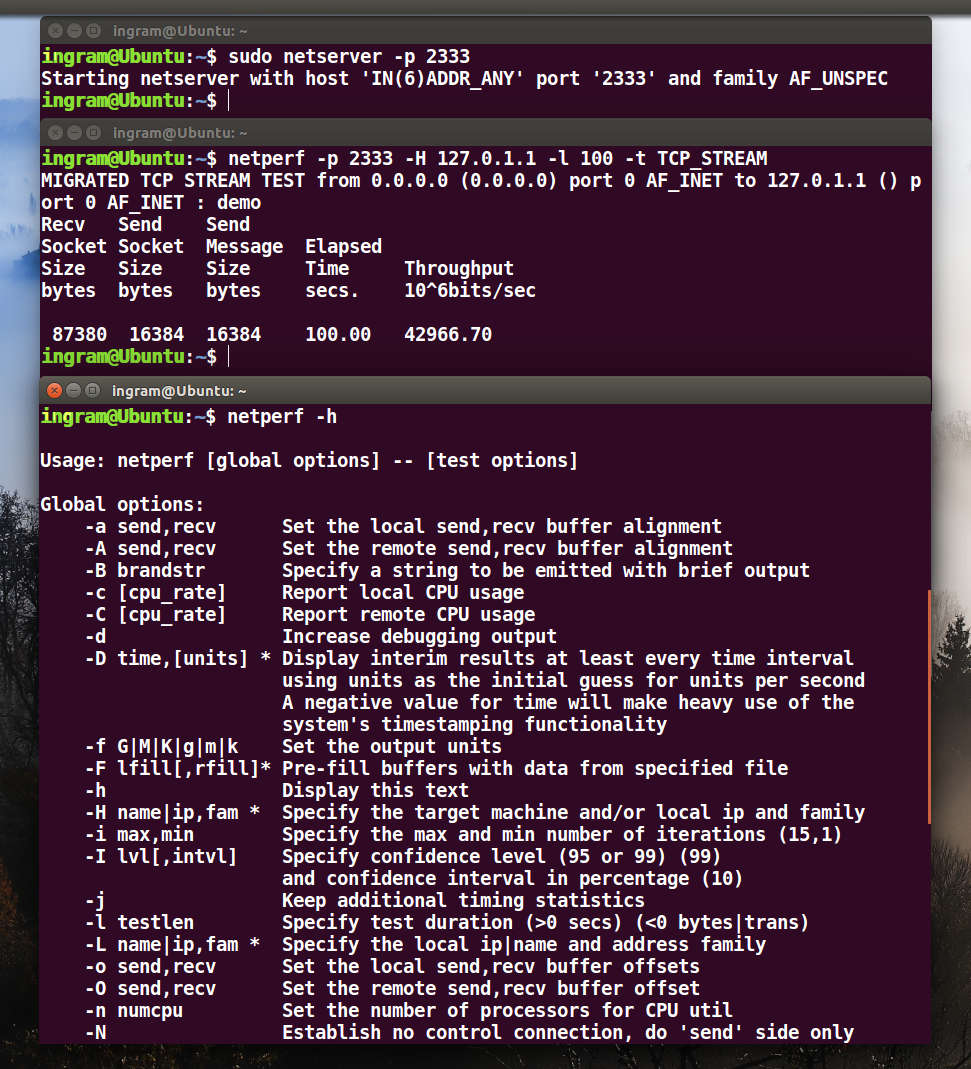 ingram@Ubuntu: ~
ingram@Ubuntu:~$ sudo netserver -p 2333
Starting netserver with host 'IN(6)ADDR_ANY' port '2333' and family AF_UNSPEC
ingram@Ubuntu:~$
ingram@Ubuntu: ~
ingram@Ubuntu:~$ netperf -p 2333 -H 127.0.1.1 -l 100 -t TCP_STREAM
MIGRATED TCP STREAM TEST from 0.0.0.0 (0.0.0.0) port 0 AF_INET to 127.0.1.1 () p
ort 0 AF_INET : demo
Recv   Send    Send
Socket Socket  Message  Elapsed
Size   Size    Size     Time     Throughput
bytes  bytes   bytes    secs.    10^6bits/sec
 87380  16384  16384    100.00   42966.70
ingram@Ubuntu:~$
ingram@Ubuntu: ~
ingram@Ubuntu:~$ netperf -h
Usage: netperf [global options] -- [test options]
Global options:
    -a send,recv      Set the local send,recv buffer alignment
    -A send,recv      Set the remote send,recv buffer alignment
    -B brandstr       Specify a string to be emitted with brief output
    -c [cpu_rate]     Report local CPU usage
    -C [cpu_rate]     Report remote CPU usage
    -d                Increase debugging output
    -D time,[units] * Display interim results at least every time interval
                      using units as the initial guess for units per second
                      A negative value for time will make heavy use of the
                      system's timestamping functionality
    -f G|M|K|g|m|k    Set the output units
    -F lfill[,rfill]* Pre-fill buffers with data from specified file
    -h                Display this text
    -H name|ip,fam *  Specify the target machine and/or local ip and family
    -i max,min        Specify the max and min number of iterations (15,1)
    -I lvl[,intvl]    Specify confidence level (95 or 99) (99)
                      and confidence interval in percentage (10)
    -j                Keep additional timing statistics
    -l testlen        Specify test duration (>0 secs) (<0 bytes|trans)
    -L name|ip,fam *  Specify the local ip|name and address family
    -o send,recv      Set the local send,recv buffer offsets
    -O send,recv      Set the remote send,recv buffer offset
    -n numcpu         Set the number of processors for CPU util
    -N                Establish no control connection, do 'send' side only